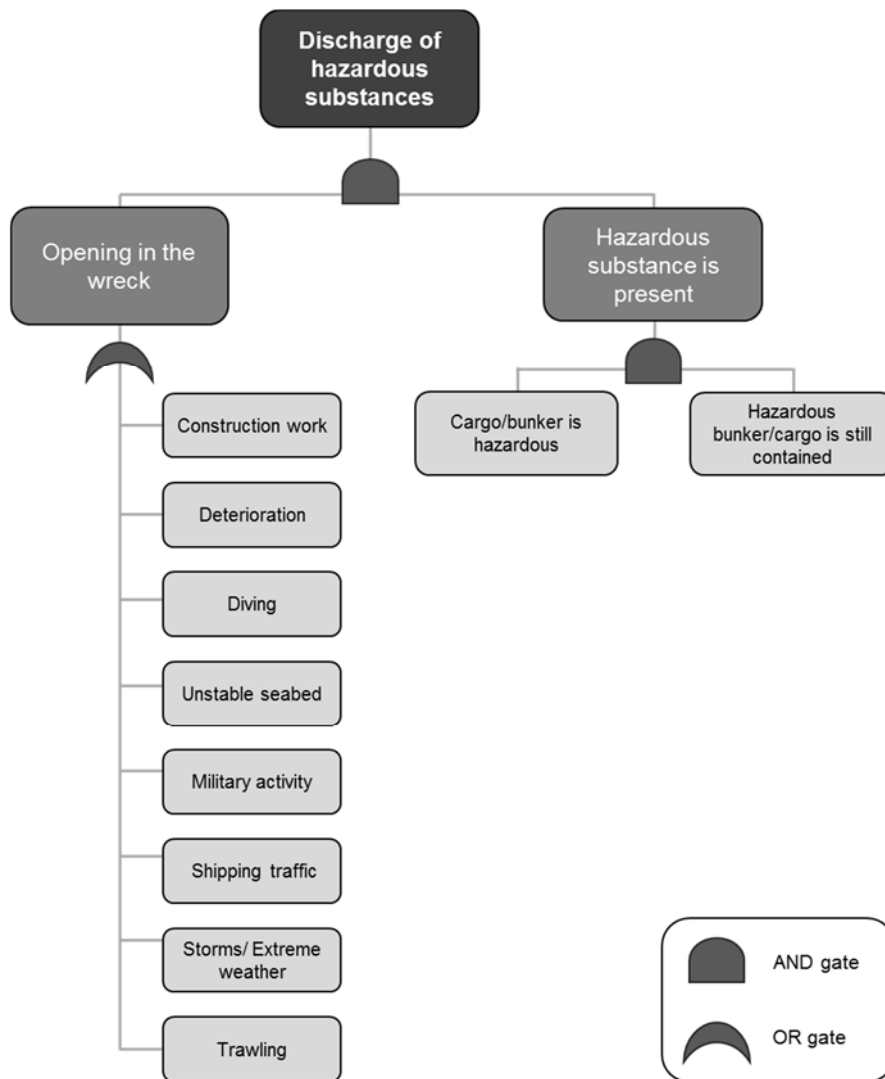 Discharge of
hazardous
substances
Opening in the
wreck
Hazardous
substance is
present
Construction work
Deterioration
Diving
Unstable seabed
Military activity
Shipping traffic
Storms/ Extreme
weather
Trawling
Cargo/bunker is
hazardous
Hazardous
bunker/cargo is still
contained
AND gate
OR gate